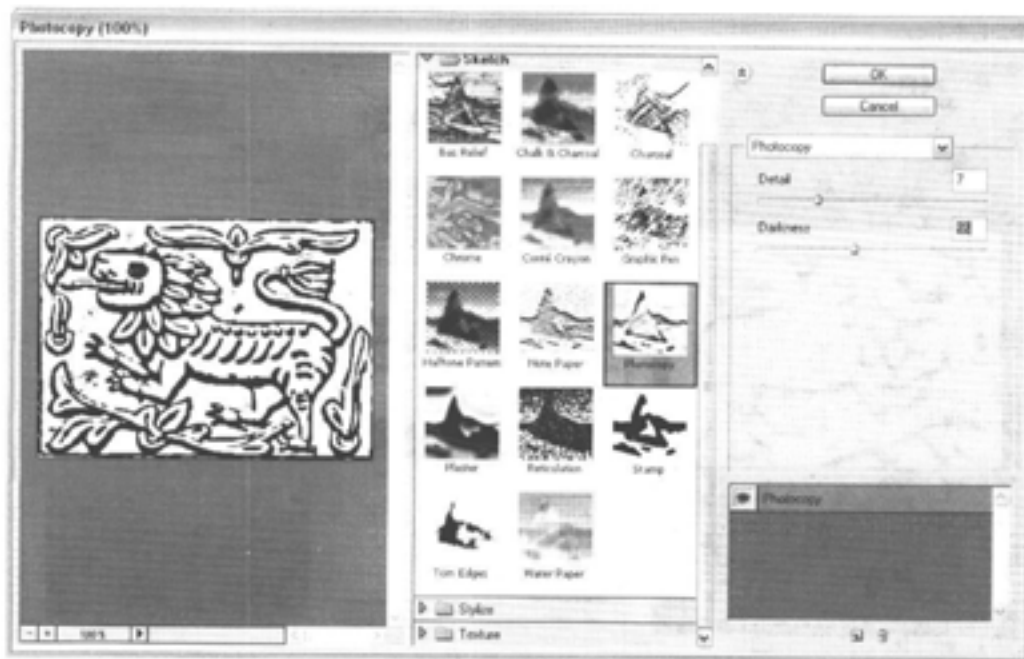 Photocopy (100%)
Sketch
Bas Relief
Chalk & Charcoal
Charcoal
Chrome
Conté Crayon
Graphic Pen
Halftone Pattern
Note Paper
Photocopy
Plaster
Reticulation
Stamp
Torn Edges
Water Paper
Stylize
Texture
100%
OK
Cancel
Photocopy
Detail
7
Darkness
Photocopy